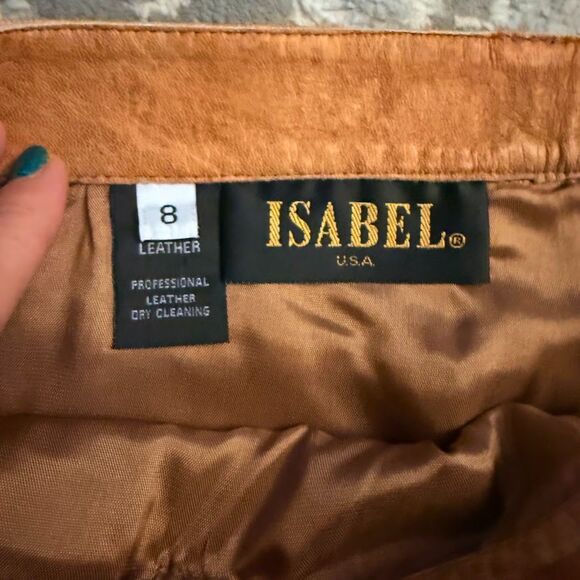 8
LEATHER
PROFESSIONAL
LEATHER
DRY CLEANING
ISABEL®
U.S.A.